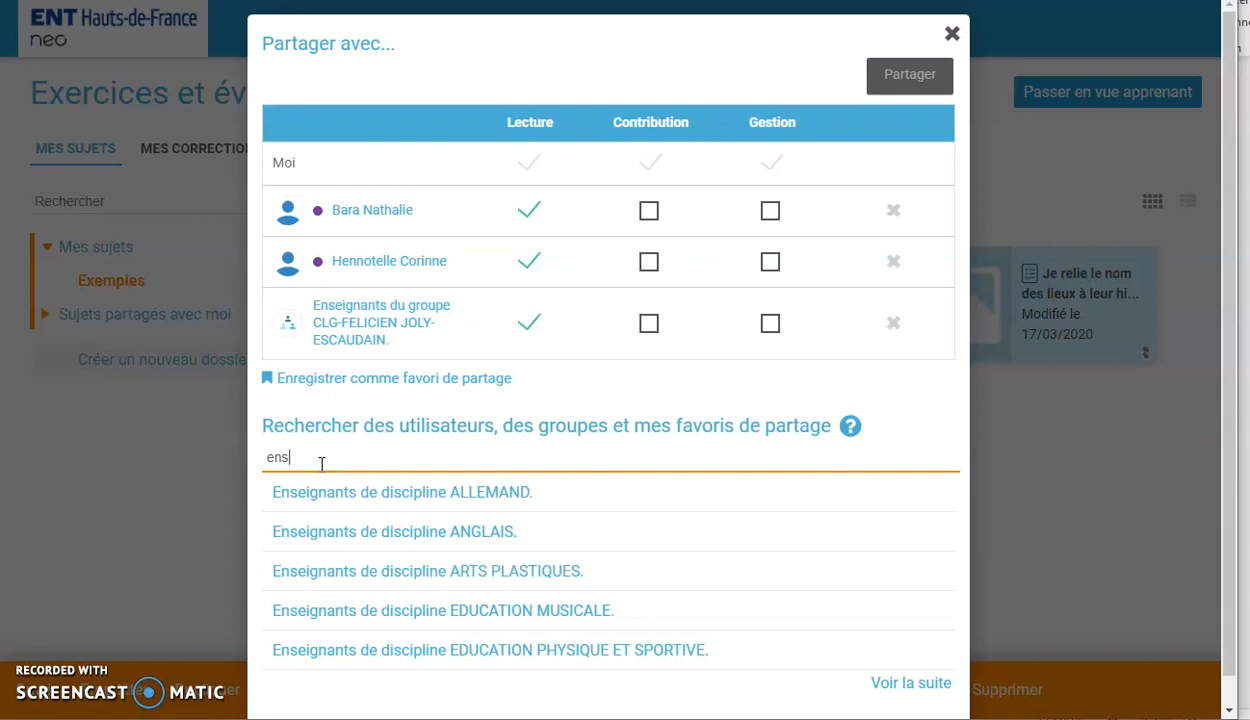 ENT Hauts-de-France
neo
Partager avec...
Partager
Exercices et év
Passer en vue apprenant
Lecture Contribution Gestion
MES SUJETS MES CORRECTION
Moi
Rechercher
Bara Nathalie
Mes sujets
Hennotelle Corinne
Exemples
Sujets partagés avec moi
Je relie le nom
des lieux à leur hi...
Modifié le
17/03/2020
Enseignants du groupe
CLG-FELICIEN JOLY-
ESCAUDAIN.
Créer un nouveau dossie
Enregistrer comme favori de partage
Rechercher des utilisateurs, des groupes et mes favoris de partage ?
ens
Enseignants de discipline ALLEMAND.
Enseignants de discipline ANGLAIS.
Enseignants de discipline ARTS PLASTIQUES.
Enseignants de discipline EDUCATION MUSICALE.
Enseignants de discipline EDUCATION PHYSIQUE ET SPORTIVE.
RECORDED WITH
SCREENCAST MATIC
Voir la suite
Supprimer